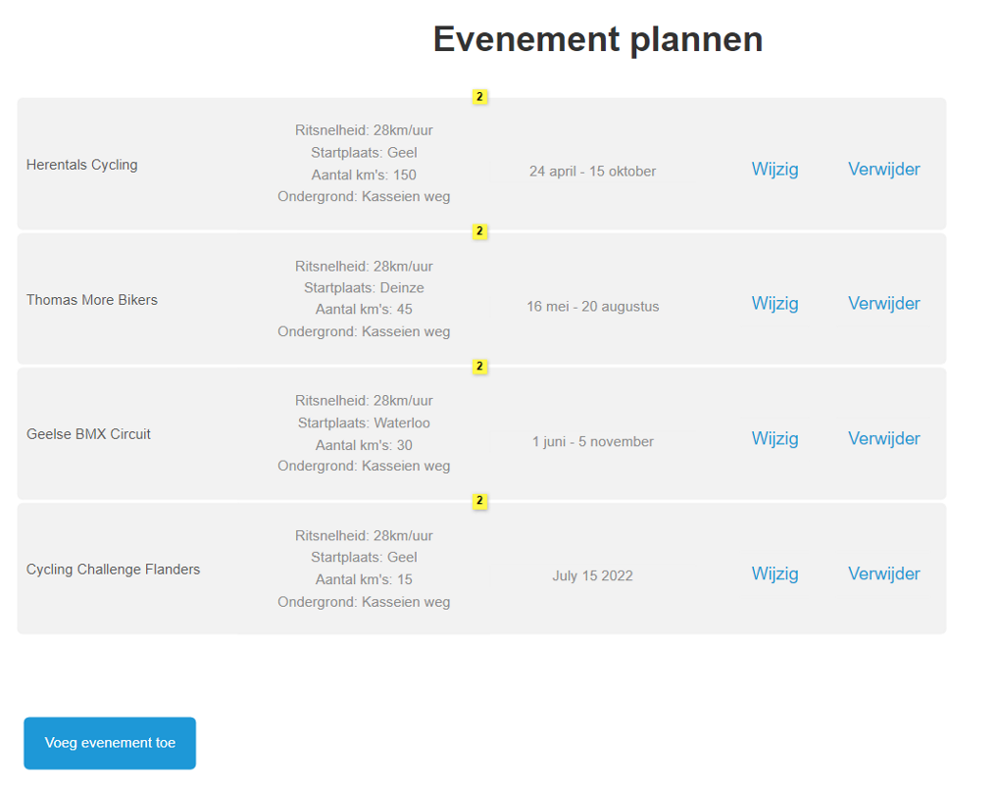 Evenement plannen
2
Herentals Cycling
Ritsnelheid: 28km/uur
Startplaats: Geel
Aantal km's: 150
Ondergrond: Kasseien weg
24 april - 15 oktober
Wijzig
Verwijder
2
Thomas More Bikers
Ritsnelheid: 28km/uur
Startplaats: Deinze
Aantal km's: 45
Ondergrond: Kasseien weg
16 mei - 20 augustus
Wijzig
Verwijder
2
Geelse BMX Circuit
Ritsnelheid: 28km/uur
Startplaats: Waterloo
Aantal km's: 30
Ondergrond: Kasseien weg
1 juni - 5 november
Wijzig
Verwijder
2
Cycling Challenge Flanders
Ritsnelheid: 28km/uur
Startplaats: Geel
Aantal km's: 15
Ondergrond: Kasseien weg
July 15 2022
Wijzig
Verwijder
Voeg evenement toe